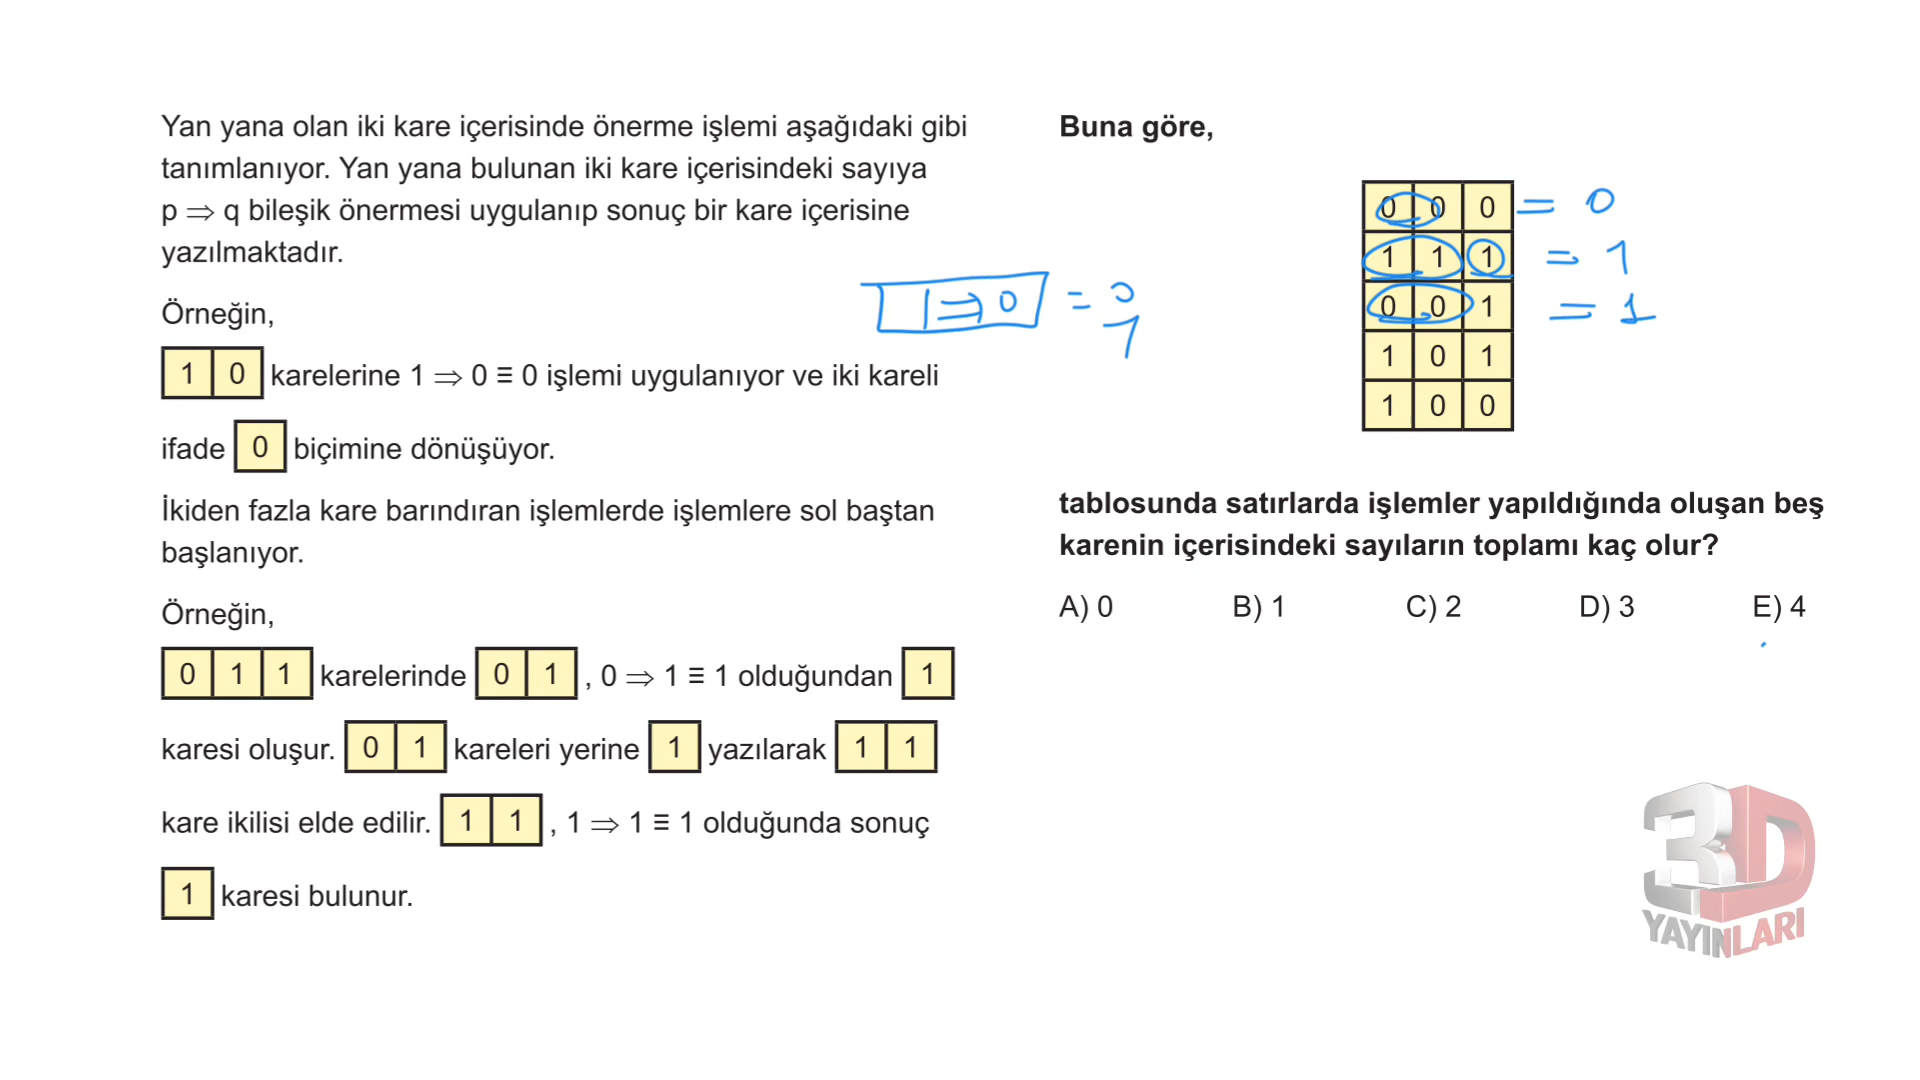 Yan yana olan iki kare içerisinde önerme işlemi aşağıdaki gibi
tanımlanıyor. Yan yana bulunan iki kare içerisindeki sayıya
p ⇒ q bileşik önermesi uygulanıp sonuç bir kare içerisine
yazılmaktadır.
Örneğin,
1 0 karelerine 1 ⇒ 0 ≡ 0 işlemi uygulanıyor ve iki kareli
ifade 0 biçimine dönüşüyor.
İkiden fazla kare barındıran işlemlerde işlemlere sol baştan
başlanıyor.
Örneğin,
0 1 1 karelerinde 0 1 , 0 ⇒ 1 ≡ 1 olduğundan 1
karesi oluşur. 0 1 kareleri yerine 1 yazılarak 1 1
kare ikilisi elde edilir. 1 1 , 1 ⇒ 1 ≡ 1 olduğunda sonuç
1 karesi bulunur.
1 ⇒ 0 = 0
1
Buna göre,
0 0 0 = 0
1 1 1 = 1
0 0 1 = 1
1 0 1
1 0 0
tablosunda satırlarda işlemler yapıldığında oluşan beş
karenin içerisindeki sayıların toplamı kaç olur?
A) 0 B) 1 C) 2 D) 3 E) 4
3D
YAYINLARI